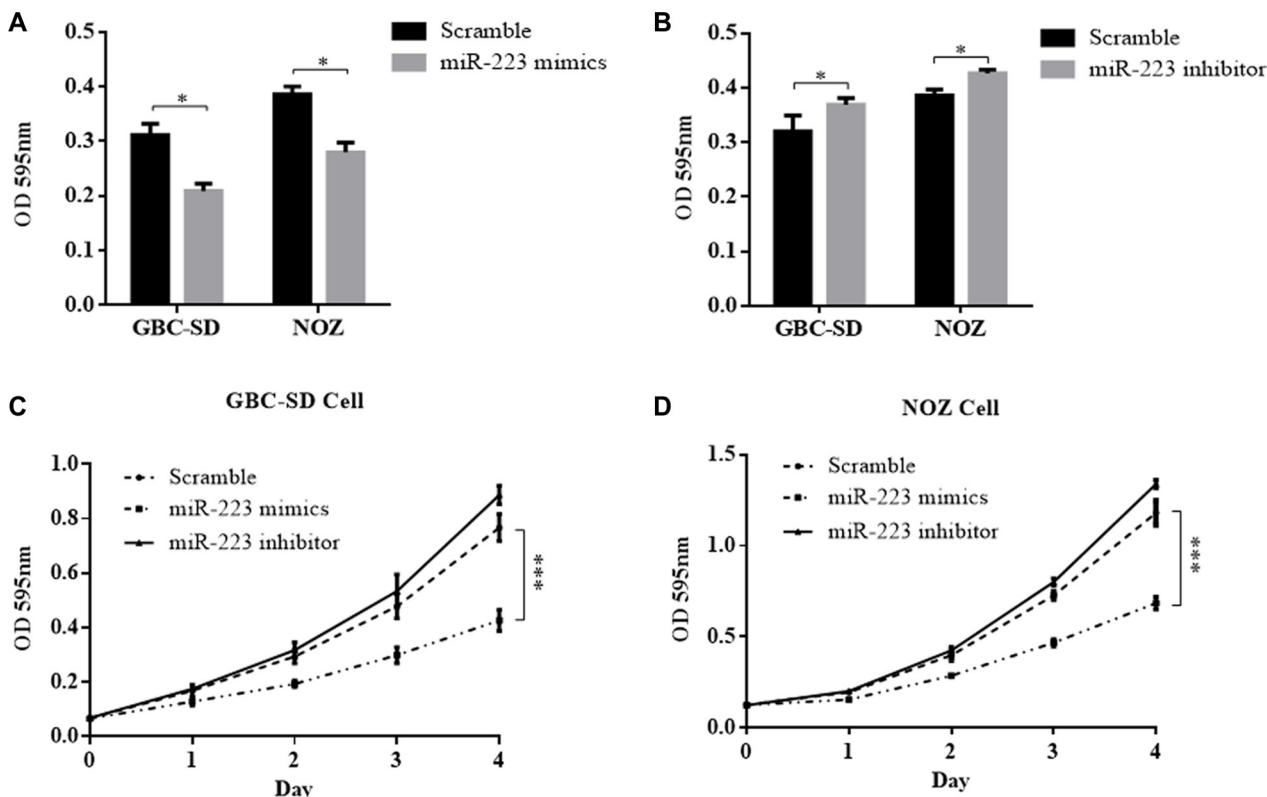 A
0.5
0.4
0.3
0.2
0.1
0.0
OD 595nm
Scramble
miR-223 mimics
*
*
GBC-SD
NOZ
B
0.5
0.4
0.3
0.2
0.1
0.0
OD 595nm
Scramble
miR-223 inhibitor
*
*
GBC-SD
NOZ
C
GBC-SD Cell
1.0
0.8
0.6
0.4
0.2
0.0
OD 595nm
Scramble
miR-223 mimics
miR-223 inhibitor
***
0
1
2
3
4
Day
D
NOZ Cell
1.5
1.0
0.5
0.0
OD 595nm
Scramble
miR-223 mimics
miR-223 inhibitor
***
0
1
2
3
4
Day